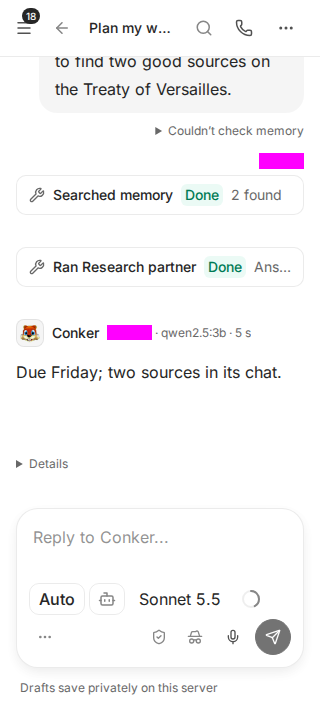 18
Plan my w...
to find two good sources on
the Treaty of Versailles.
Couldn't check memory
Searched memory Done 2 found
Ran Research partner Done Ans...
Conker · qwen2.5:3b · 5 s
Due Friday; two sources in its chat.
Details
Reply to Conker...
Auto Sonnet 5.5
Drafts save privately on this server